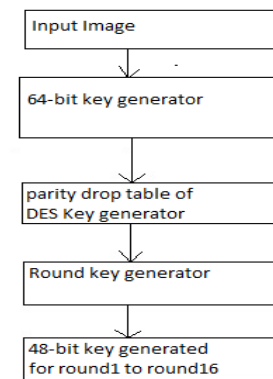 Input Image
64-bit key generator
parity drop table of
DES Key generator
Round key generator
48-bit key generated
for round1 to round16